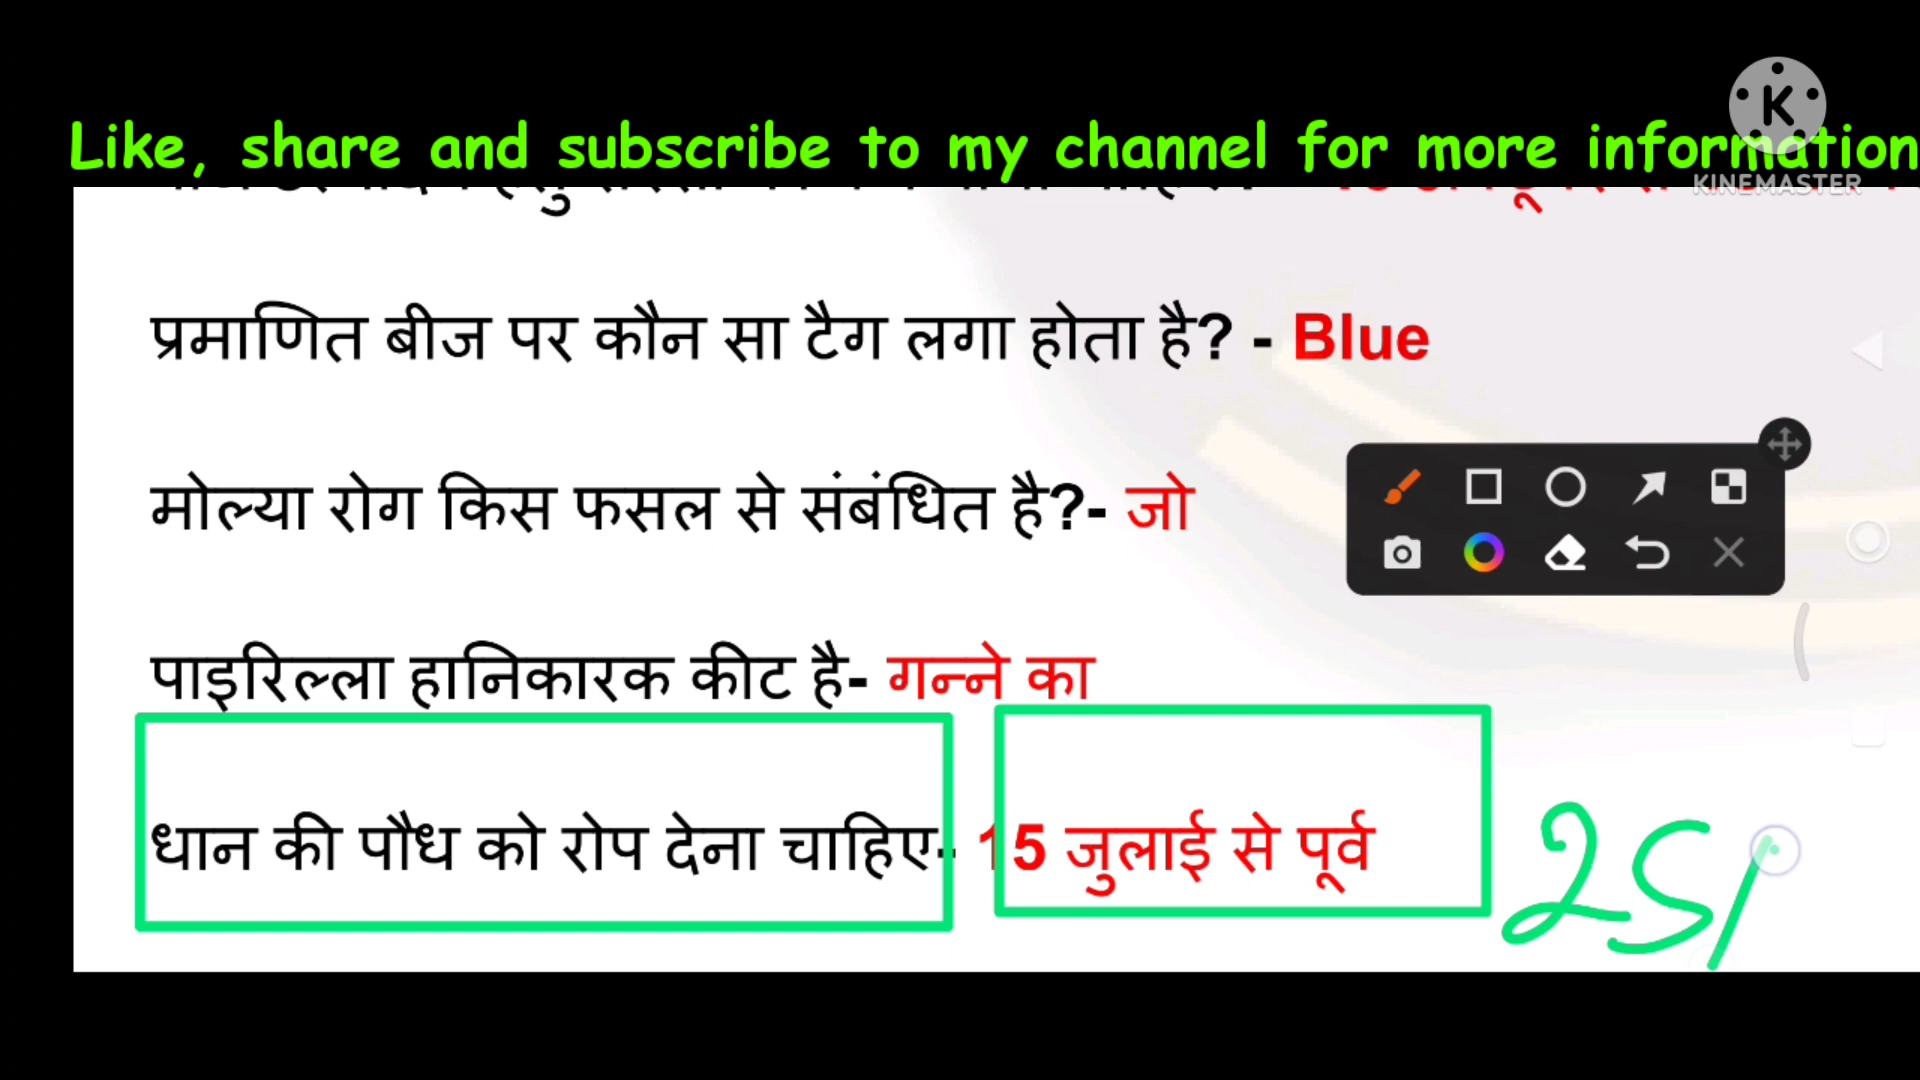 Like, share and subscribe to my channel for more information
KINEMASTER
प्रमाणित बीज पर कौन सा टैग लगा होता है? - Blue
मोल्या रोग किस फसल से संबंधित है?- जो
पाइरिल्ला हानिकारक कीट है- गन्ने का
धान की पौध को रोप देना चाहिए- 15 जुलाई से पूर्व
25/